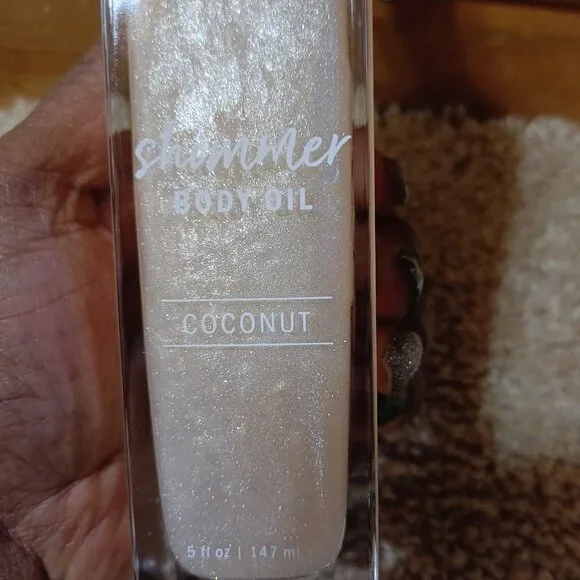 shimmer
BODY OIL
COCONUT
5 fl oz | 147 ml